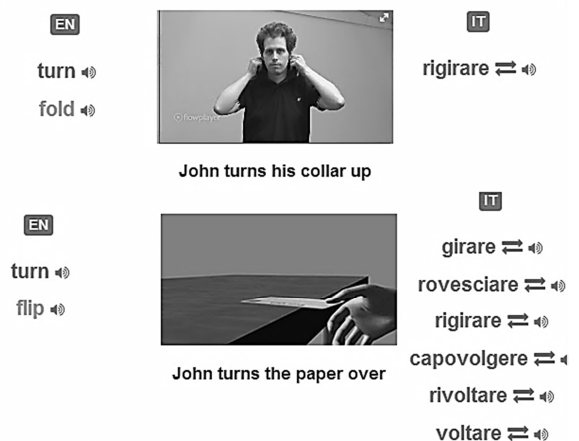 EN
turn
fold
flowplayer
IT
rigirare
John turns his collar up
EN
turn
flip
IT
girare
rovesciare
rigirare
capovolgere
rivoltare
voltare
John turns the paper over